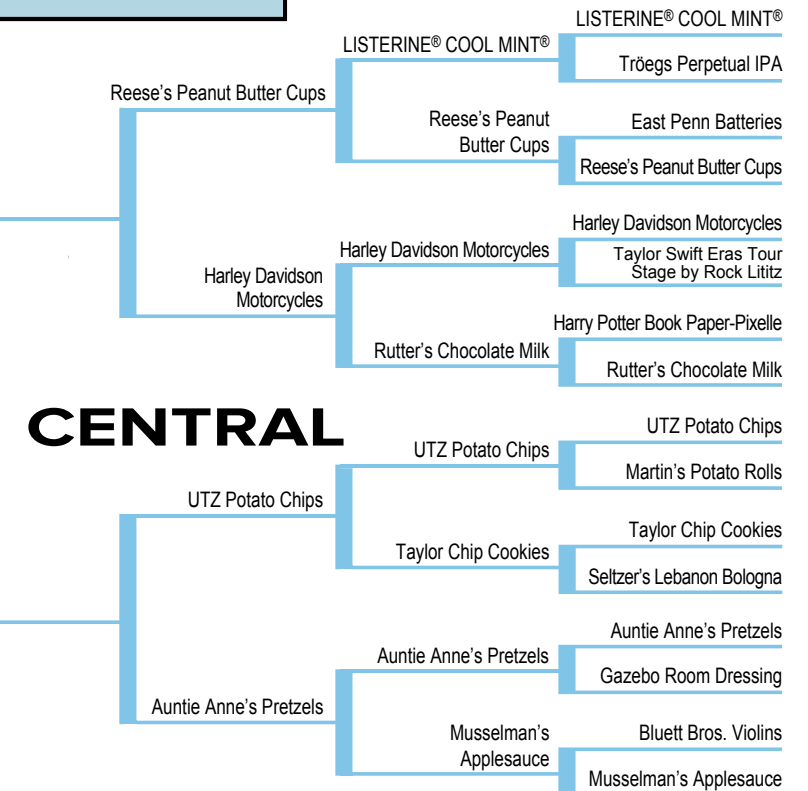 LISTERINE® COOL MINT®
Tröegs Perpetual IPA
East Penn Batteries
Reese's Peanut Butter Cups
Harley Davidson Motorcycles
Taylor Swift Eras Tour
Stage by Rock Lititz
Harry Potter Book Paper-Pixelle
Rutter's Chocolate Milk
UTZ Potato Chips
Martin's Potato Rolls
Taylor Chip Cookies
Seltzer's Lebanon Bologna
Auntie Anne's Pretzels
Gazebo Room Dressing
Bluett Bros. Violins
Musselman's Applesauce
LISTERINE® COOL MINT®
Reese's Peanut
Butter Cups
Harley Davidson Motorcycles
Rutter's Chocolate Milk
UTZ Potato Chips
Taylor Chip Cookies
Auntie Anne's Pretzels
Musselman's
Applesauce
Reese's Peanut Butter Cups
Harley Davidson
Motorcycles
UTZ Potato Chips
Auntie Anne's Pretzels
CENTRAL